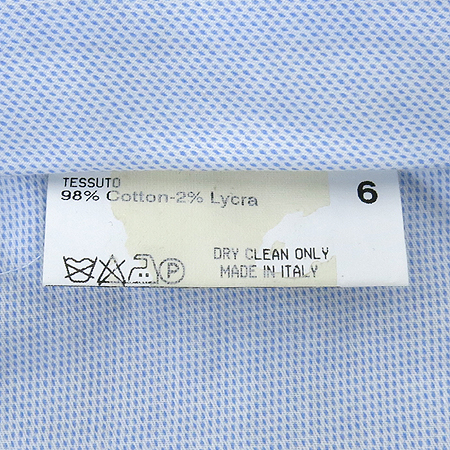 TESSUTO
98% Cotton-2% Lycra
6
P
DRY CLEAN ONLY
MADE IN ITALY